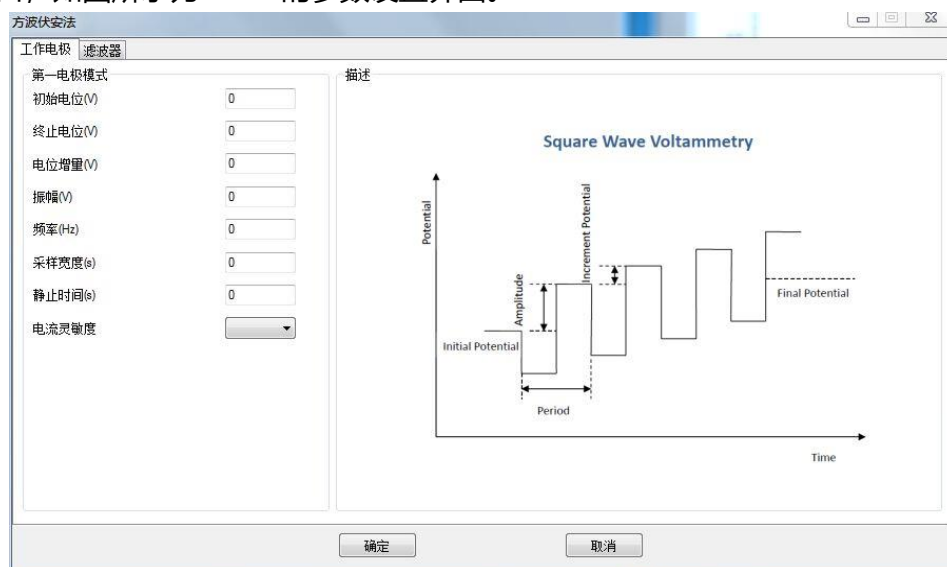 方波伏安法
工作电极 滤波器
第一电极模式
初始电位(V) 0
终止电位(V) 0
电位增量(V) 0
振幅(V) 0
频率(Hz) 0
采样宽度(s) 0
静止时间(s) 0
电流灵敏度
描述
Square Wave Voltammetry
Potential
Amplitude
Increment Potential
Initial Potential
Final Potential
Period
Time
确定 取消